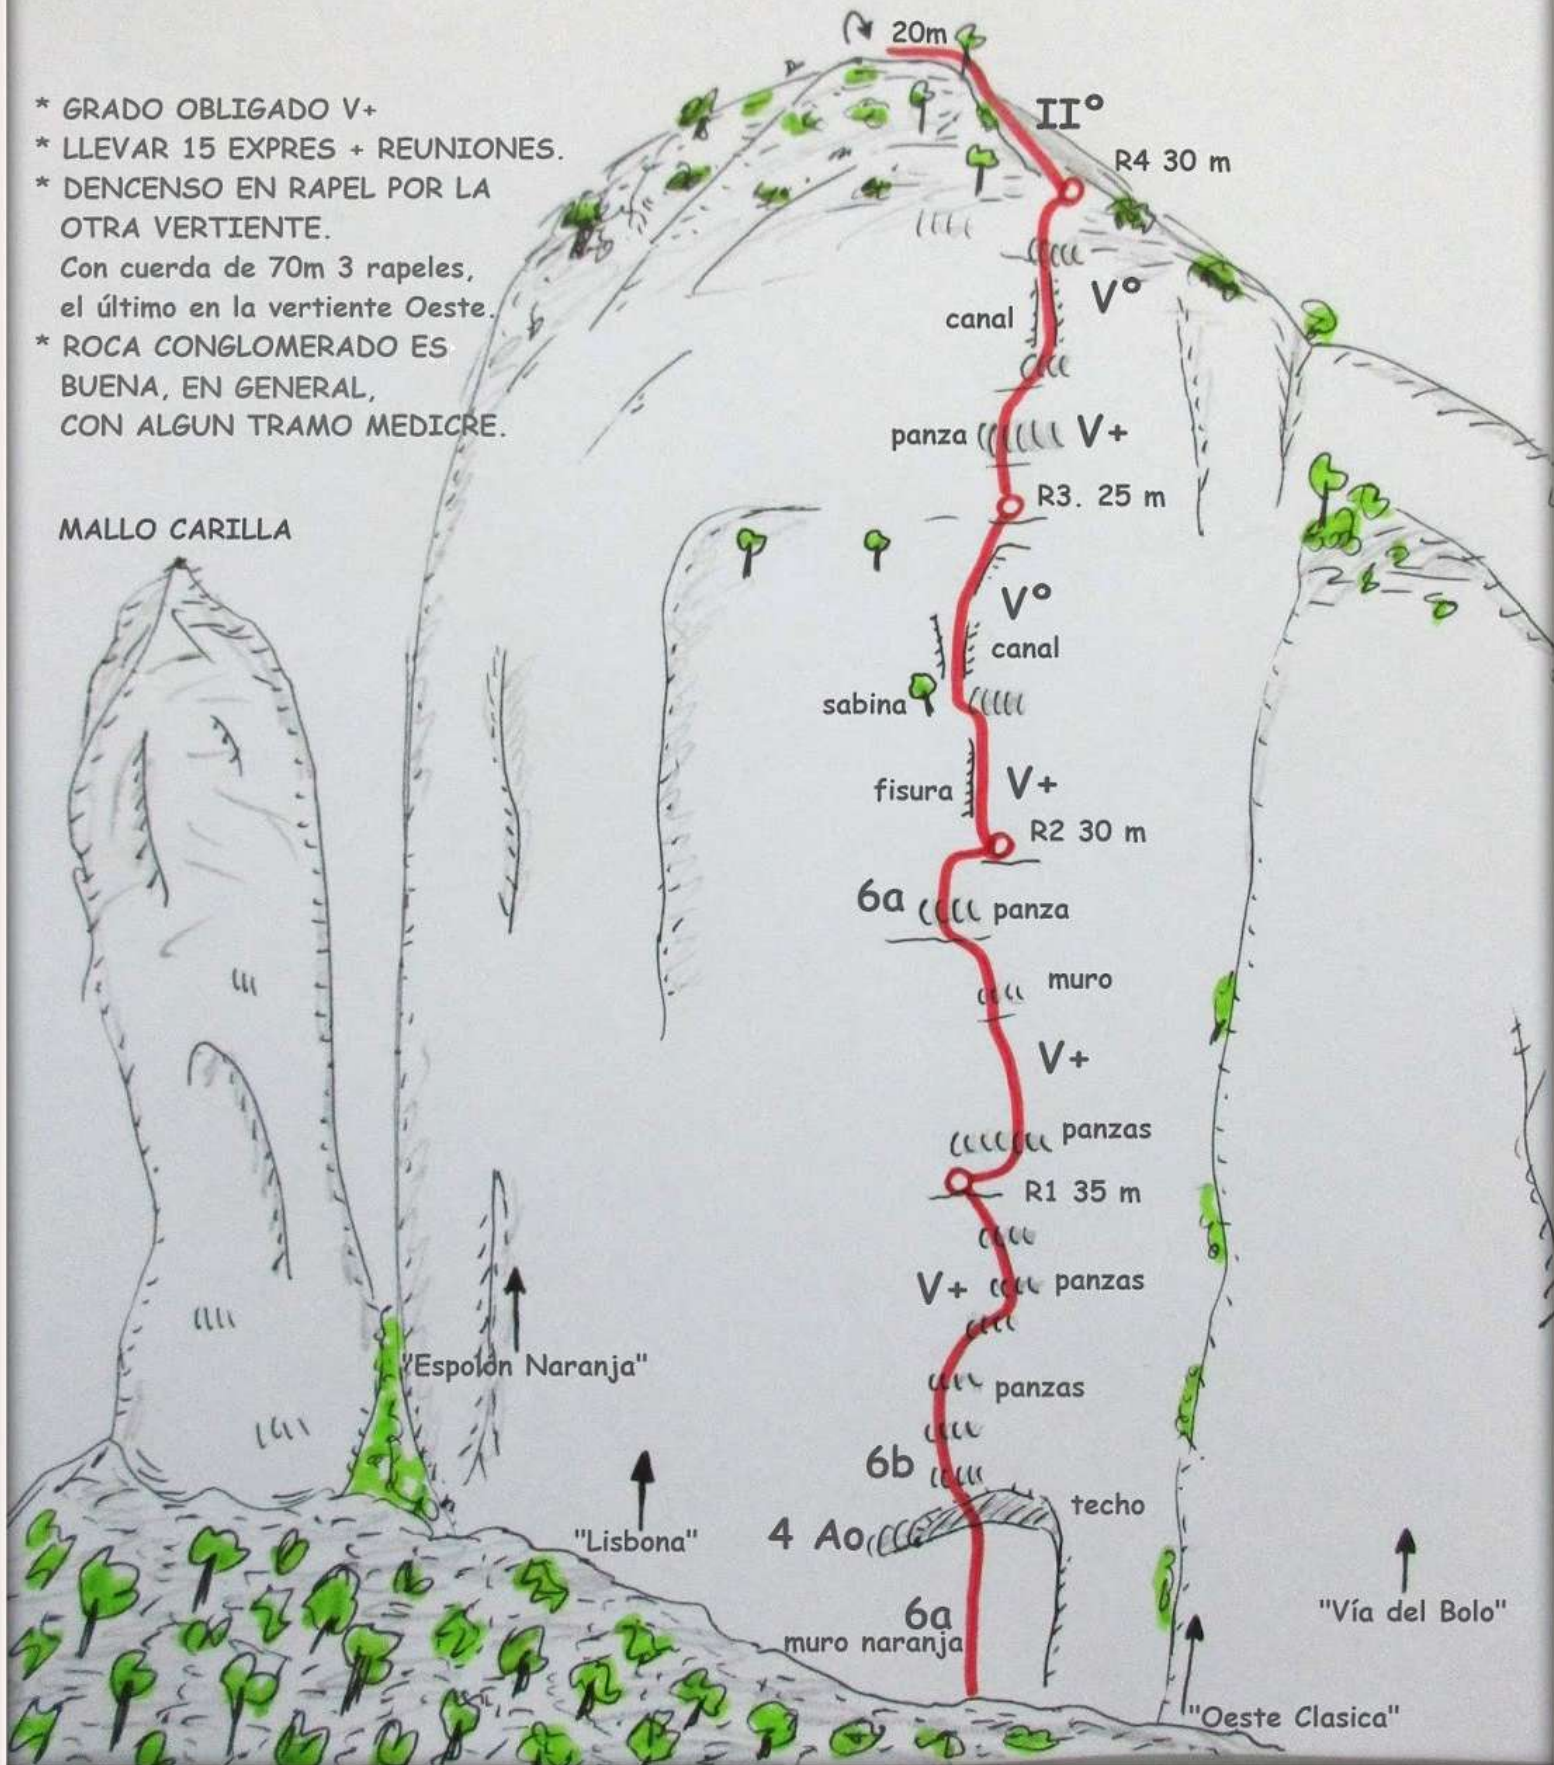 20m
* GRADO OBLIGADO V+
* LLEVAR 15 EXPRES + REUNIONES.
* DENCENSO EN RAPEL POR LA
OTRA VERTIENTE.
Con cuerda de 70m 3 rapeles,
el último en la vertiente Oeste.
* ROCA CONGLOMERADO ES
BUENA, EN GENERAL,
CON ALGUN TRAMO MEDICRE.
II°
R4 30 m
V°
canal
panza
V+
R3. 25 m
MALLO CARILLA
V°
canal
sabina
fisura
V+
R2 30 m
6a
panza
muro
V+
panzas
R1 35 m
V+
panzas
"Espolón Naranja"
panzas
6b
techo
"Lisbona"
4 Ao
6a
muro naranja
"Vía del Bolo"
"Oeste Clasica"